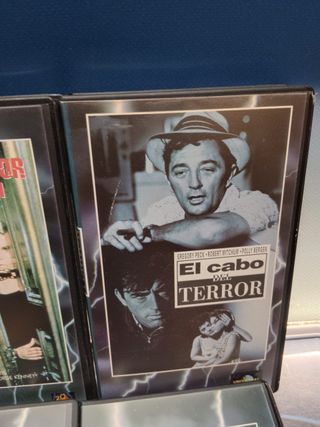 GREGORY PECK · ROBERT MITCHUM · POLLY BERGEN
El cabo
DEL
TERROR